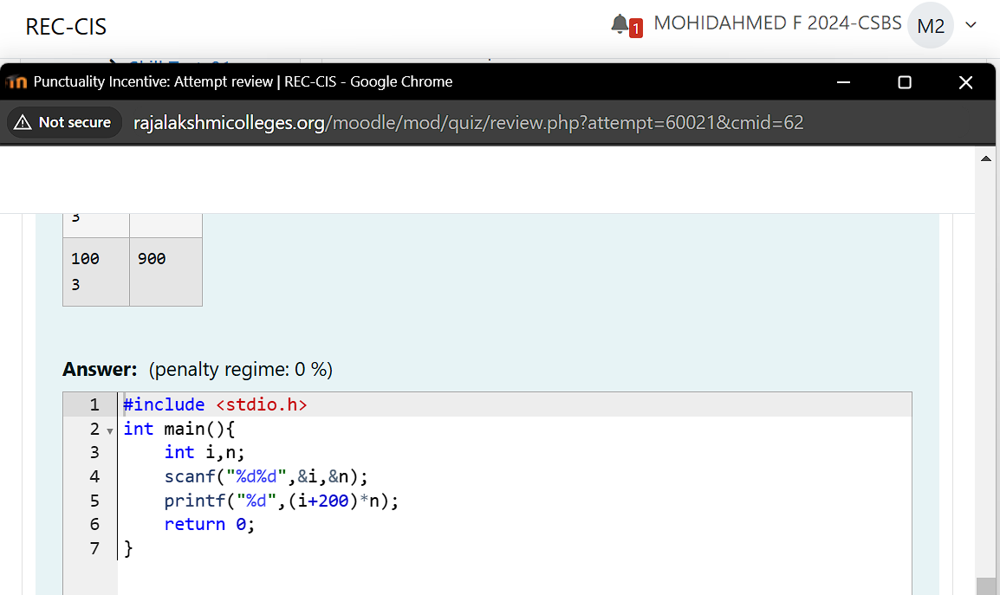 REC-CIS
1 MOHIDAHMED F 2024-CSBS M2
Punctuality Incentive: Attempt review | REC-CIS - Google Chrome
Not secure rajalakshmicolleges.org/moodle/mod/quiz/review.php?attempt=60021&cmid=62
3
100 900
3
Answer: (penalty regime: 0 %)
1 #include <stdio.h>
2 int main(){
3 int i,n;
4 scanf("%d%d",&i,&n);
5 printf("%d",(i+200)*n);
6 return 0;
7 }